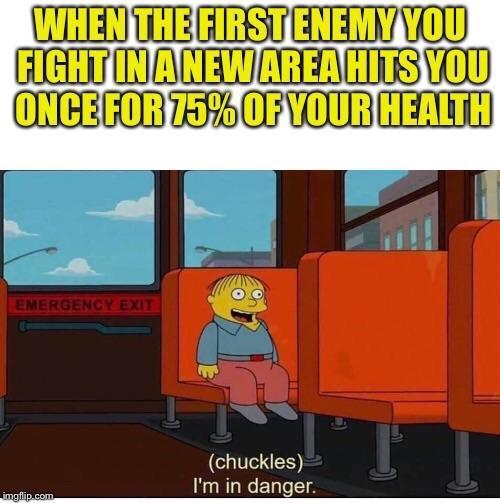 WHEN THE FIRST ENEMY YOU
FIGHT IN A NEW AREA HITS YOU
ONCE FOR 75% OF YOUR HEALTH
EMERGENCY EXIT
(chuckles)
I'm in danger.
imgflip.com